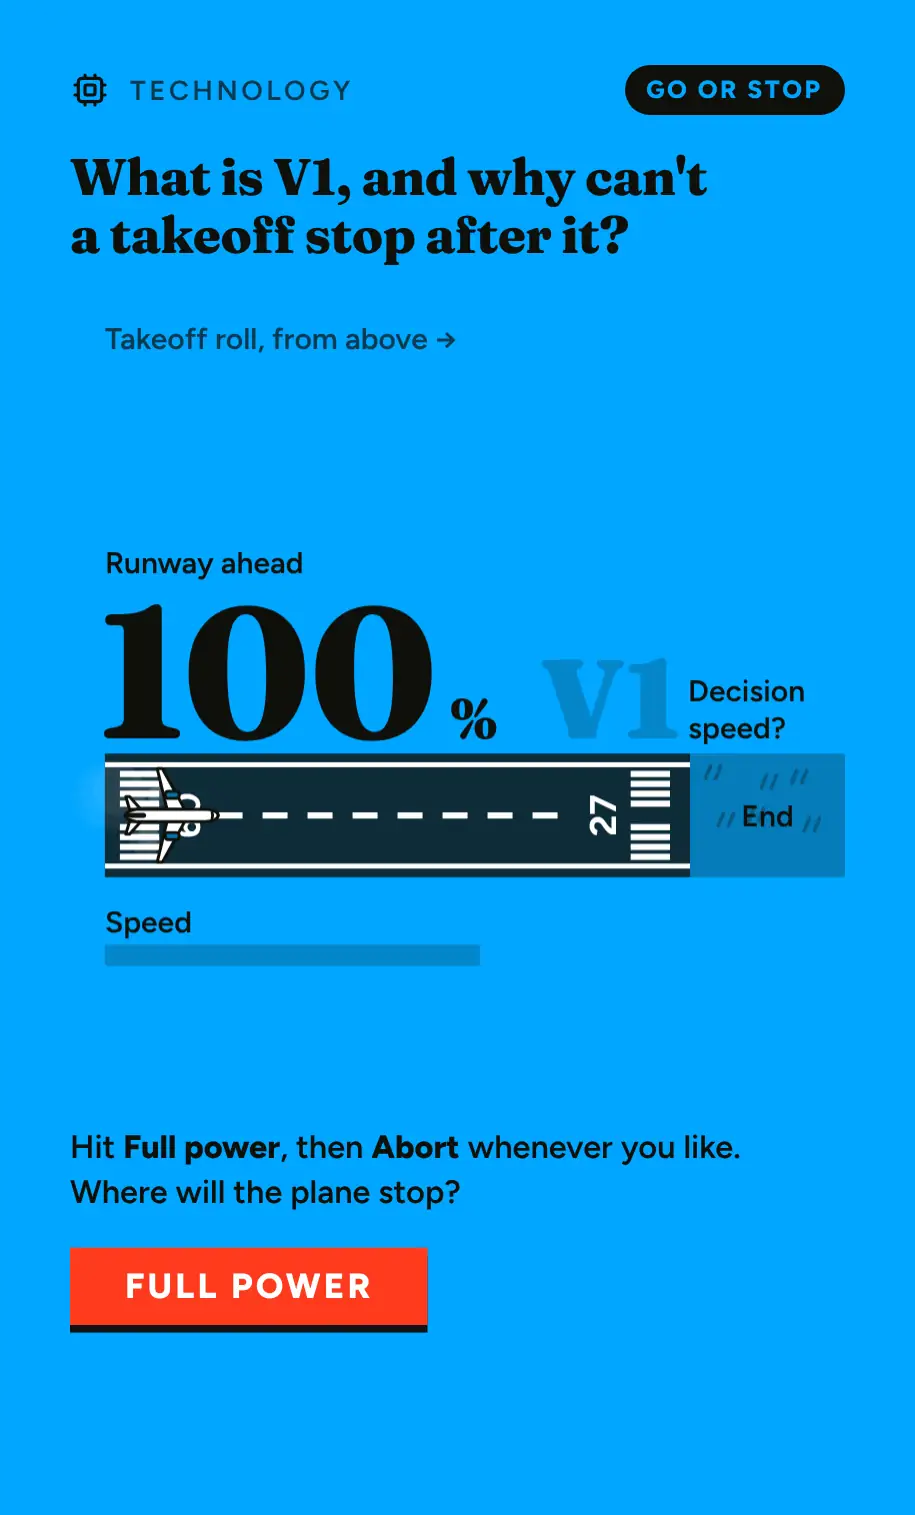 TECHNOLOGY
GO OR STOP
What is V1, and why can't
a takeoff stop after it?
Takeoff roll, from above →
Runway ahead
100 %
V1
Decision
speed?
27
End
Speed
Hit Full power, then Abort whenever you like.
Where will the plane stop?
FULL POWER